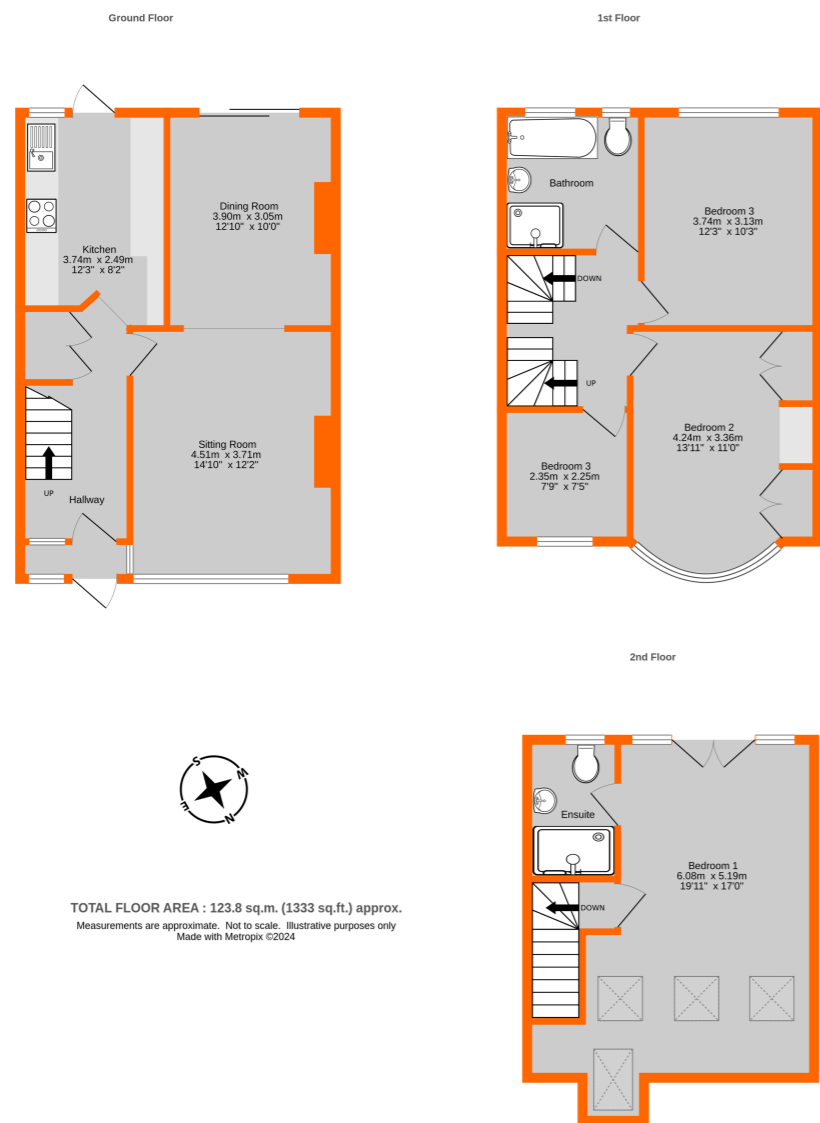 Ground Floor
1st Floor
Dining Room
3.90m x 3.05m
12'10" x 10'0"
Kitchen
3.74m x 2.49m
12'3" x 8'2"
Sitting Room
4.51m x 3.71m
14'10" x 12'2"
UP
Hallway
Bathroom
Bedroom 3
3.74m x 3.13m
12'3" x 10'3"
DOWN
UP
Bedroom 2
4.24m x 3.36m
13'11" x 11'0"
Bedroom 3
2.35m x 2.25m
7'9" x 7'5"
2nd Floor
Ensuite
Bedroom 1
6.08m x 5.19m
19'11" x 17'0"
DOWN
S
W
E
N
TOTAL FLOOR AREA : 123.8 sq.m. (1333 sq.ft.) approx.
Measurements are approximate. Not to scale. Illustrative purposes only
Made with Metropix ©2024